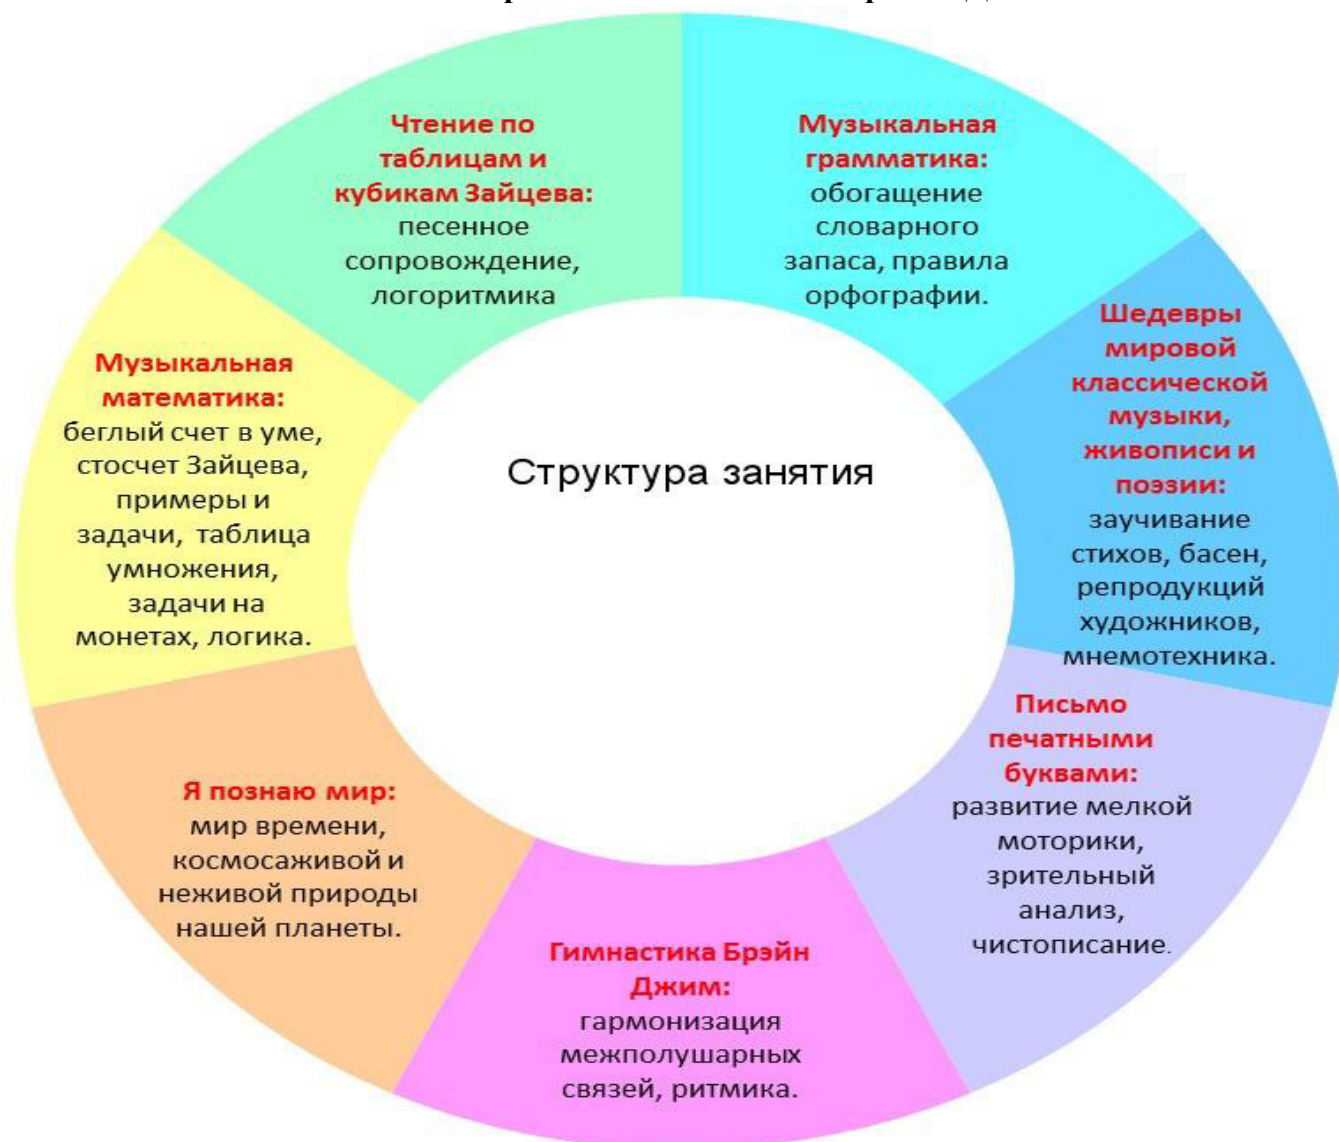 Структура занятия
Музыкальная
грамматика:
обогащение
словарного
запаса, правила
орфографии.
Шедевры
мировой
классической
музыки,
живописи и
поэзии:
заучивание
стихов, басен,
репродукций
художников,
мнемотехника.
Письмо
печатными
буквами:
развитие мелкой
моторики,
зрительный
анализ,
чистописание.
Гимнастика Брэйн
Джим:
гармонизация
межполушарных
связей, ритмика.
Я познаю мир:
мир времени,
космосаживой и
неживой природы
нашей планеты.
Музыкальная
математика:
беглый счет в уме,
стосчет Зайцева,
примеры и
задачи, таблица
умножения,
задачи на
монетах, логика.
Чтение по
таблицам и
кубикам Зайцева:
песенное
сопровождение,
логоритмика